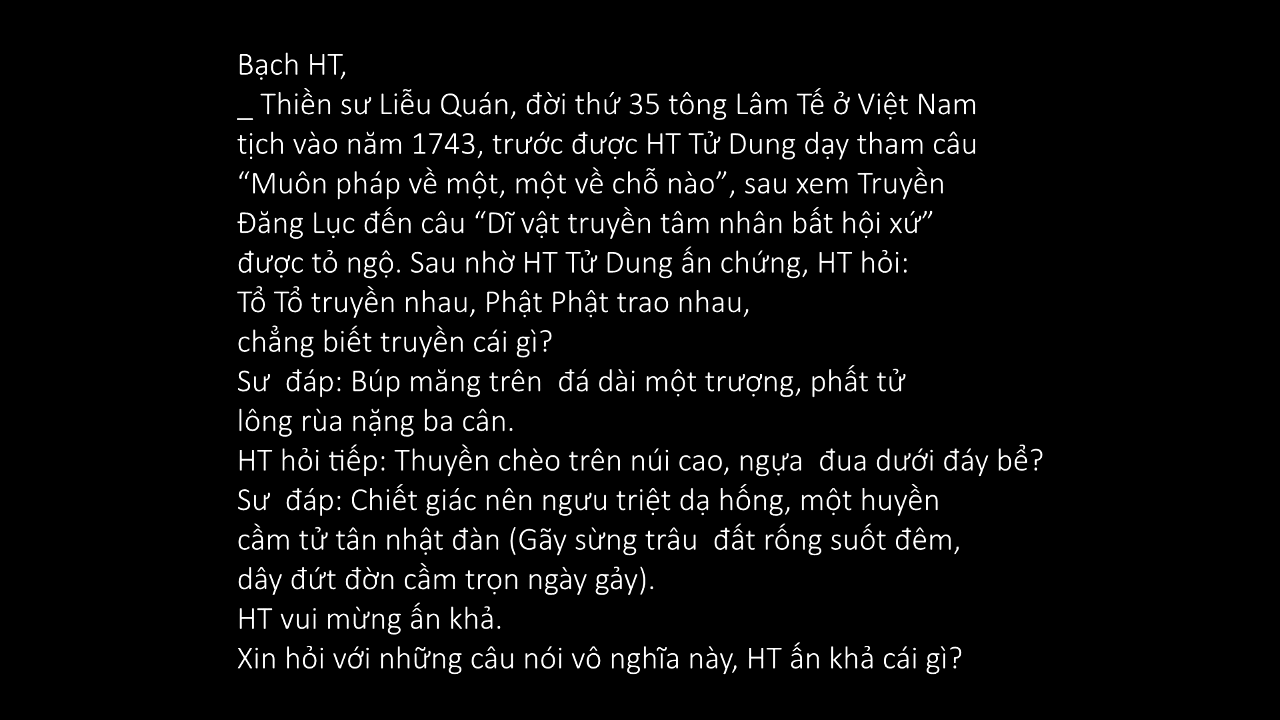 Bạch HT,
_ Thiền sư Liễu Quán, đời thứ 35 tông Lâm Tế ở Việt Nam
tịch vào năm 1743, trước được HT Tử Dung dạy tham câu
“Muôn pháp về một, một về chỗ nào”, sau xem Truyền
Đăng Lục đến câu “Dĩ vật truyền tâm nhân bất hội xứ”
được tỏ ngộ. Sau nhờ HT Tử Dung ấn chứng, HT hỏi:
Tổ Tổ truyền nhau, Phật Phật trao nhau,
chẳng biết truyền cái gì?
Sư đáp: Búp măng trên đá dài một trượng, phất tử
lông rùa nặng ba cân.
HT hỏi tiếp: Thuyền chèo trên núi cao, ngựa đua dưới đáy bể?
Sư đáp: Chiết giác nên ngưu triệt dạ hống, một huyền
cầm tử tân nhật đàn (Gãy sừng trâu đất rống suốt đêm,
dây đứt đờn cầm trọn ngày gảy).
HT vui mừng ấn khả.
Xin hỏi với những câu nói vô nghĩa này, HT ấn khả cái gì?